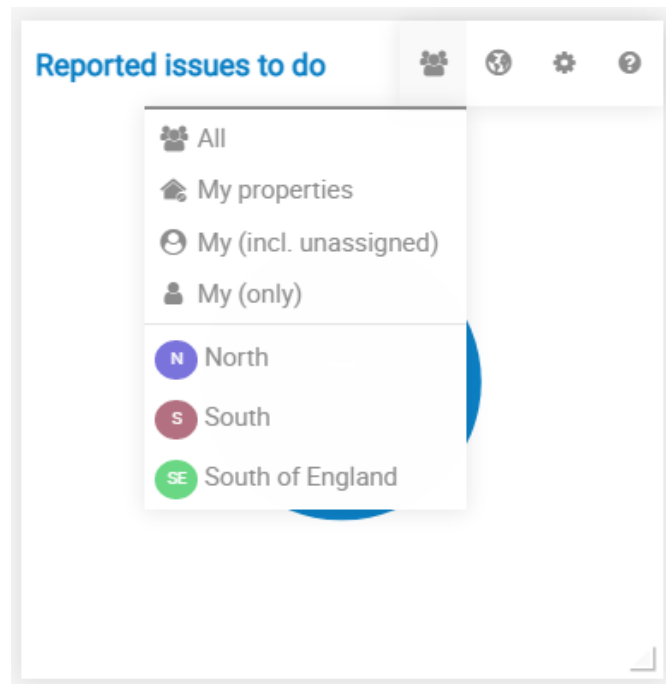 Reported issues to do
All
My properties
My (incl. unassigned)
My (only)
N North
S South
SE South of England